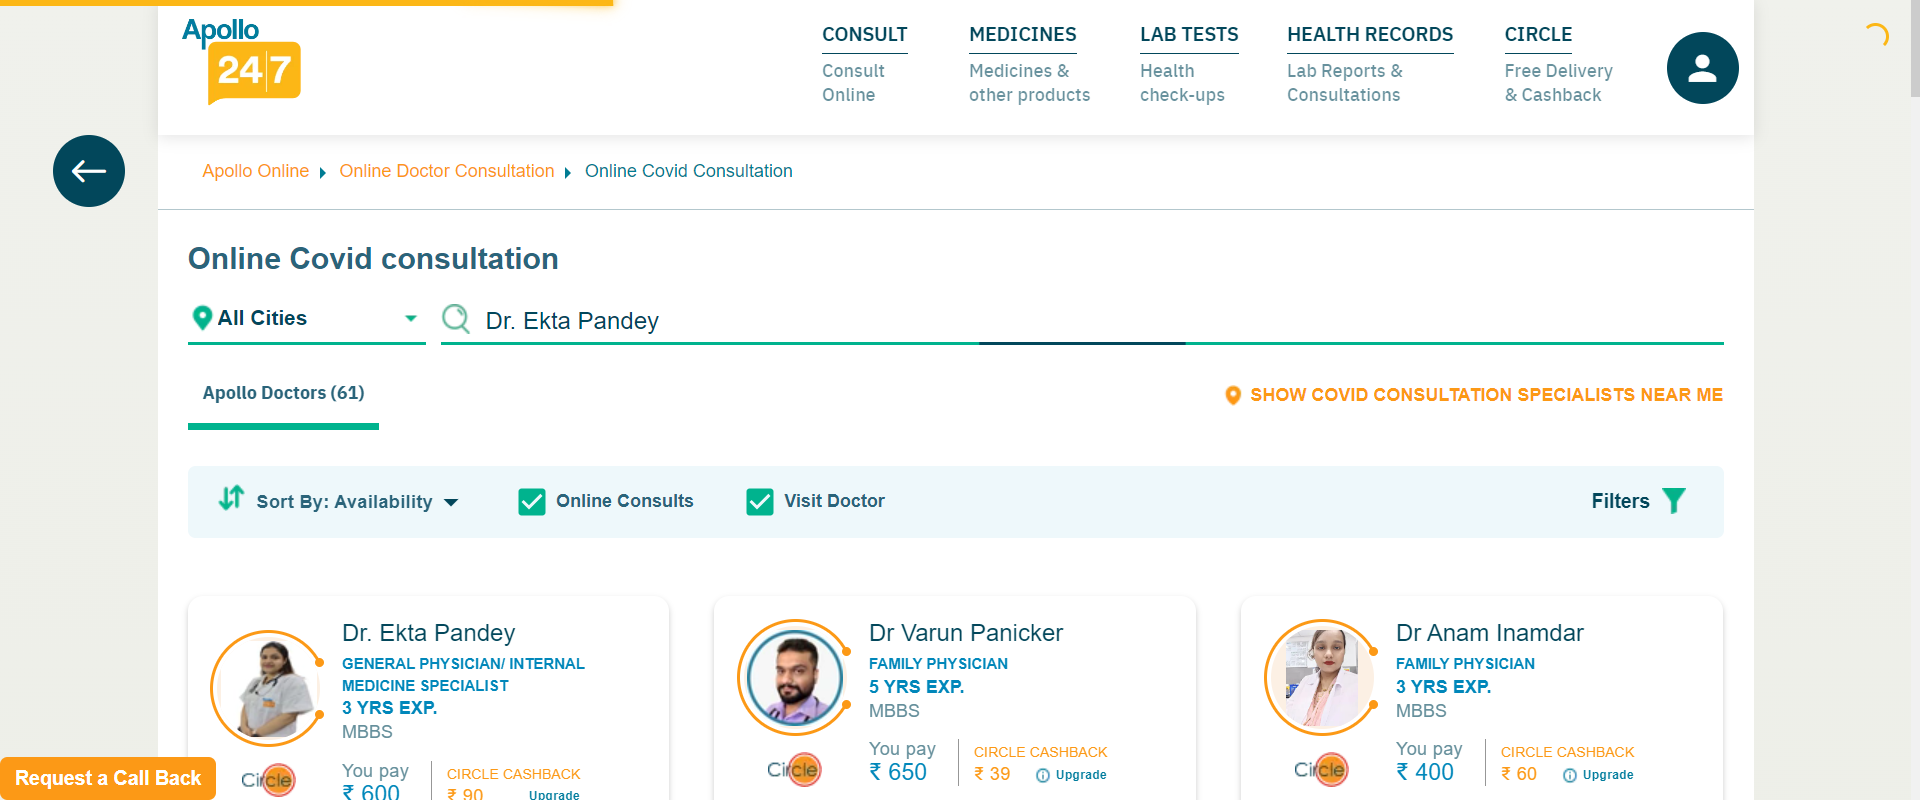 Apollo
24|7
CONSULT
Consult
Online
MEDICINES
Medicines &
other products
LAB TESTS
Health
check-ups
HEALTH RECORDS
Lab Reports &
Consultations
CIRCLE
Free Delivery
& Cashback
Apollo Online
Online Doctor Consultation
Online Covid Consultation
Online Covid consultation
All Cities
Dr. Ekta Pandey
Apollo Doctors (61)
SHOW COVID CONSULTATION SPECIALISTS NEAR ME
Sort By: Availability
Online Consults
Visit Doctor
Filters
Dr. Ekta Pandey
GENERAL PHYSICIAN/ INTERNAL
MEDICINE SPECIALIST
3 YRS EXP.
MBBS
Circle
You pay
₹ 600
CIRCLE CASHBACK
₹ 90
Upgrade
Dr Varun Panicker
FAMILY PHYSICIAN
5 YRS EXP.
MBBS
Circle
You pay
₹ 650
CIRCLE CASHBACK
₹ 39
Upgrade
Dr Anam Inamdar
FAMILY PHYSICIAN
3 YRS EXP.
MBBS
Circle
You pay
₹ 400
CIRCLE CASHBACK
₹ 60
Upgrade
Request a Call Back